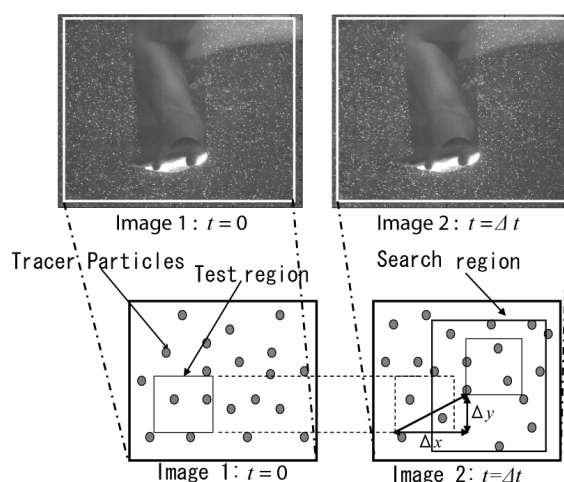 Image 1 : t = 0
Image 2 : t = Δ t
Tracer Particles
Test region
Search region
Δ y
Δ x
Image 1: t = 0
Image 2: t=Δt